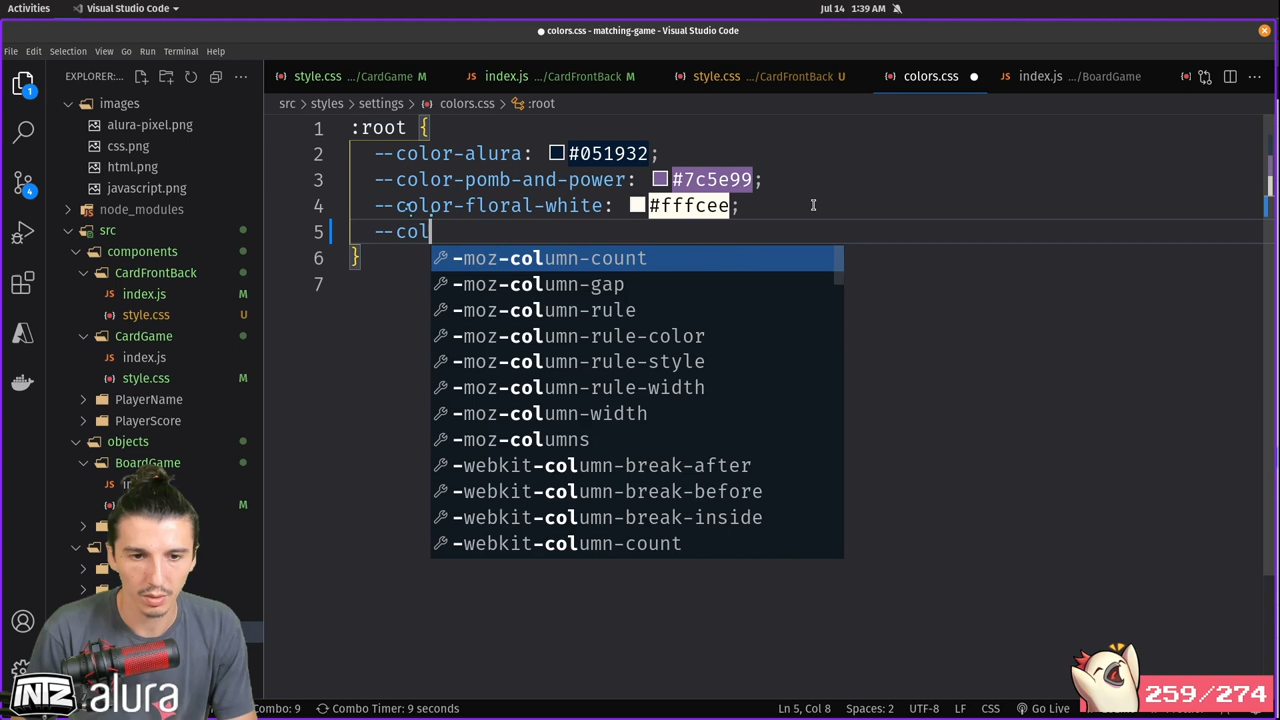 Activities
Visual Studio Code
Jul 14 1:39 AM
● colors.css - matching-game - Visual Studio Code
File Edit Selection View Go Run Terminal Help
EXPLORER:...
style.css .../CardGame M
index.js .../CardFrontBack M
style.css .../CardFrontBack U
colors.css ●
index.js .../BoardGame
src > styles > settings > colors.css > :root
images
alura-pixel.png
css.png
html.png
javascript.png
node_modules
src
components
CardFrontBack
index.js M
style.css U
CardGame
index.js
style.css M
PlayerName
PlayerScore
objects
BoardGame
M
1 :root {
2 --color-alura: #051932;
3 --color-pomb-and-power: #7c5e99;
4 --color-floral-white: #fffcee;
5 --col
6 }
7
-moz-column-count
-moz-column-gap
-moz-column-rule
-moz-column-rule-color
-moz-column-rule-style
-moz-column-rule-width
-moz-column-width
-moz-columns
-webkit-column-break-after
-webkit-column-break-before
-webkit-column-break-inside
-webkit-column-count
1
4
NTZ alura
259/274
Combo: 9
Combo Timer: 9 seconds
Ln 5, Col 8
Spaces: 2
UTF-8
LF
CSS
Go Live